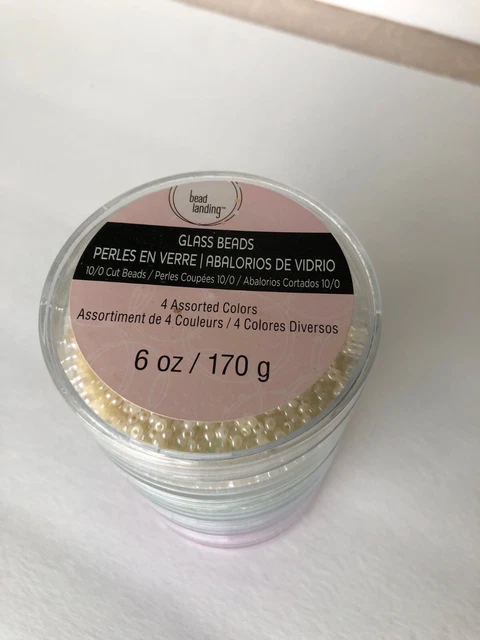 bead
landing™
GLASS BEADS
PERLES EN VERRE | ABALORIOS DE VIDRIO
10/0 Cut Beads / Perles Coupées 10/0 / Abalorios Cortados 10/0
4 Assorted Colors
Assortiment de 4 Couleurs / 4 Colores Diversos
6 oz / 170 g